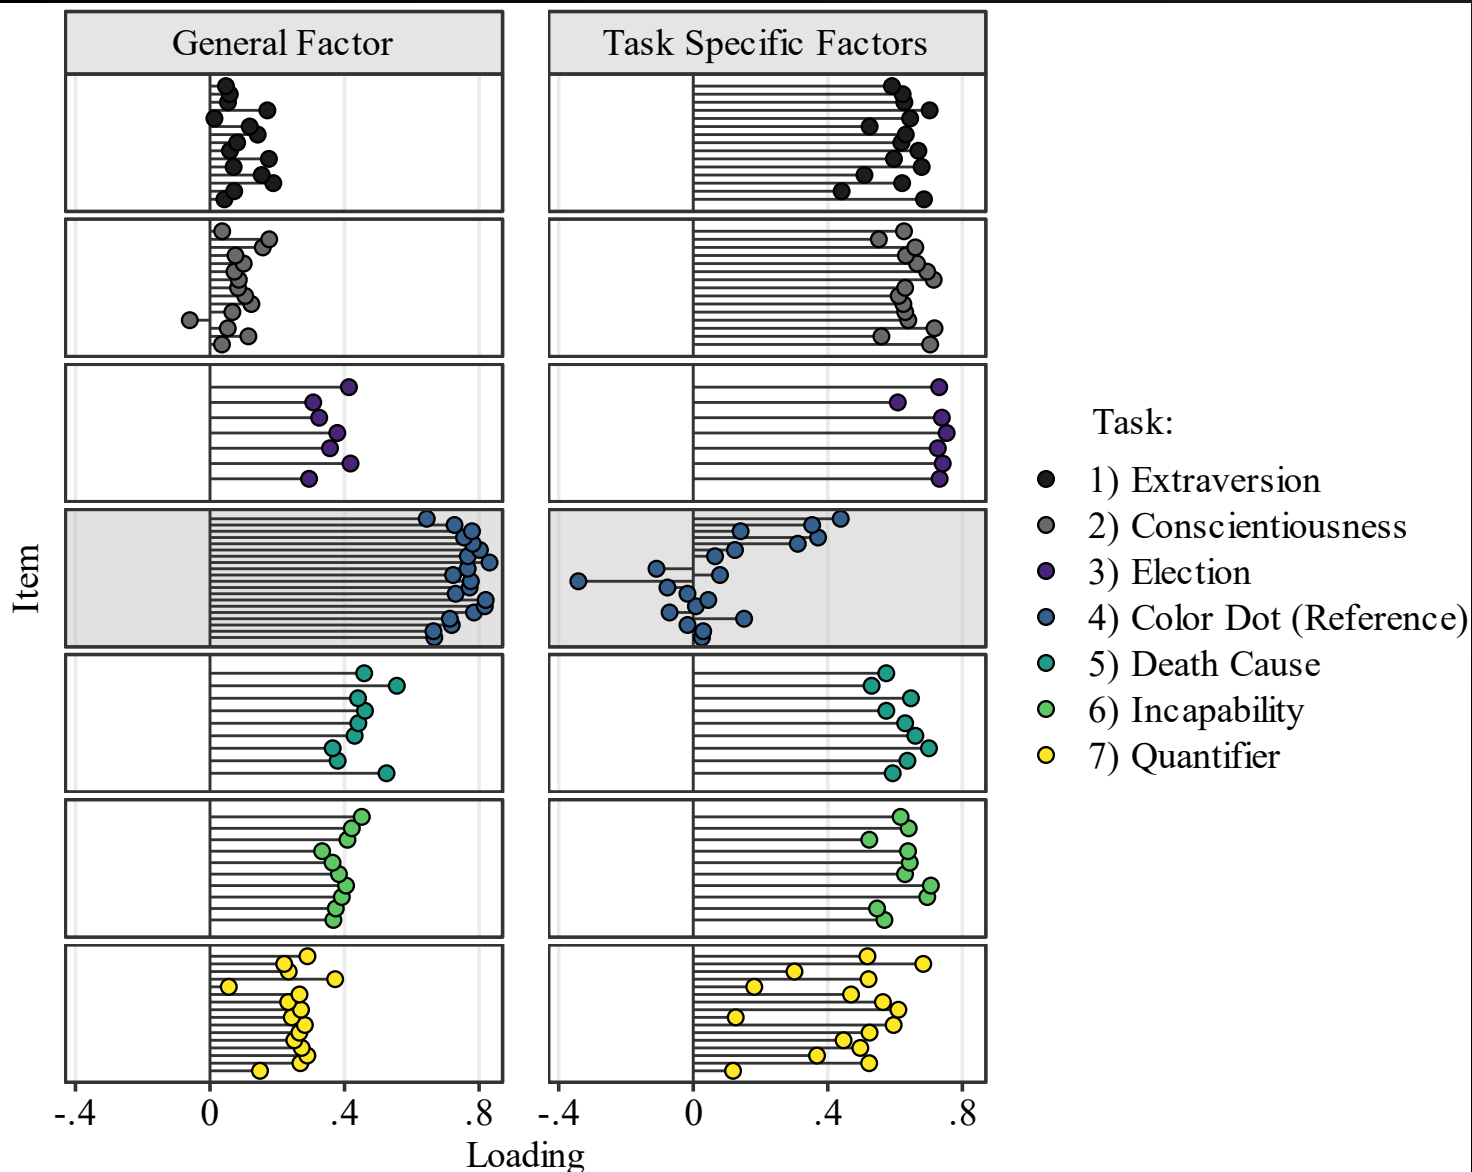 General Factor
Task Specific Factors
Item
Task:
1) Extraversion
2) Conscientiousness
3) Election
4) Color Dot (Reference)
5) Death Cause
6) Incapability
7) Quantifier
-.4 0 .4 .8
-.4 0 .4 .8
Loading